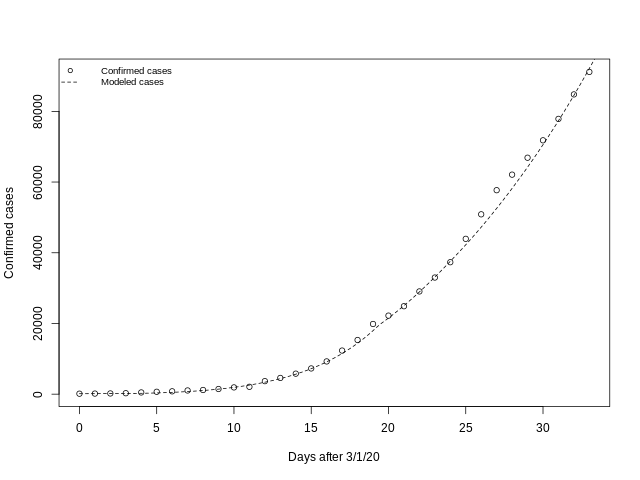 Confirmed cases
Modeled cases
80000
60000
40000
20000
0
Confirmed cases
0 5 10 15 20 25 30
Days after 3/1/20